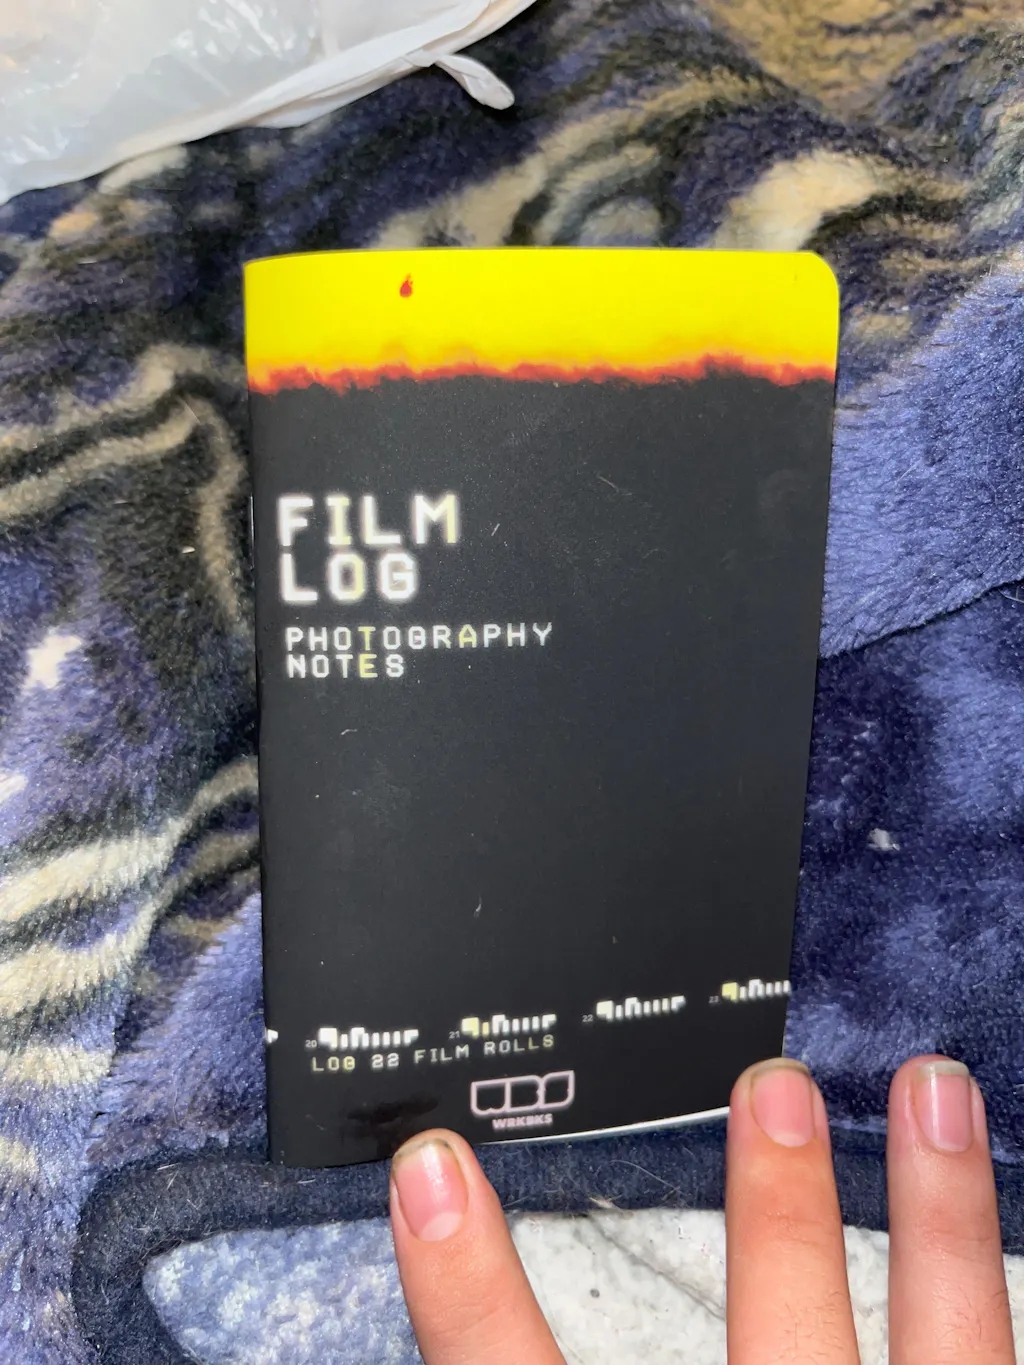 FILM
LOG
PHOTOGRAPHY
NOTES
20 21 22 23
LOG 22 FILM ROLLS
WRKBKS